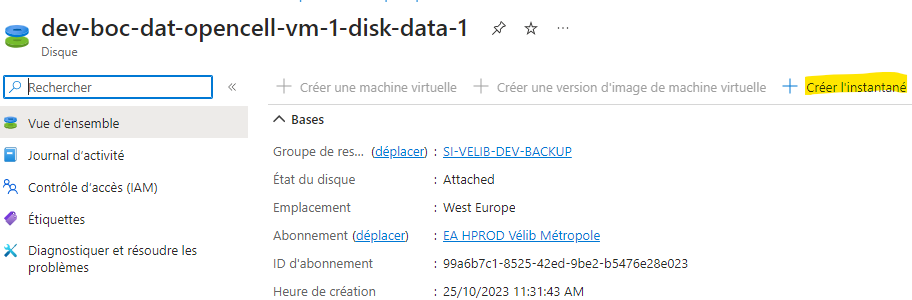 dev-boc-dat-opencell-vm-1-disk-data-1
Disque
Rechercher
Créer une machine virtuelle
Créer une version d'image de machine virtuelle
Créer l'instantané
Vue d'ensemble
Bases
Journal d'activité
Groupe de res... (déplacer) : SI-VELIB-DEV-BACKUP
Contrôle d'accès (IAM)
État du disque : Attached
Étiquettes
Emplacement : West Europe
Diagnostiquer et résoudre les
problèmes
Abonnement (déplacer) : EA HPROD Vélib Métropole
ID d'abonnement : 99a6b7c1-8525-42ed-9be2-b5476e28e023
Heure de création : 25/10/2023 11:31:43 AM